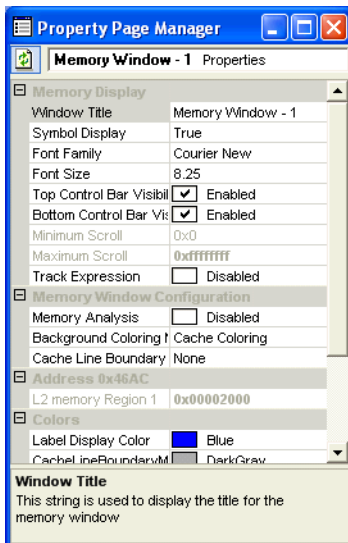 Property Page Manager
Memory Window - 1 Properties
Memory Display
Window Title Memory Window - 1
Symbol Display True
Font Family Courier New
Font Size 8.25
Top Control Bar Visibil Enabled
Bottom Control Bar Vis Enabled
Minimum Scroll 0x0
Maximum Scroll 0xffffffff
Track Expression Disabled
Memory Window Configuration
Memory Analysis Disabled
Background Coloring M Cache Coloring
Cache Line Boundary None
Address 0x46AC
L2 memory Region 1 0x00002000
Colors
Label Display Color Blue
CacheLineBoundaryM DarkGray
Window Title
This string is used to display the title for the
memory window